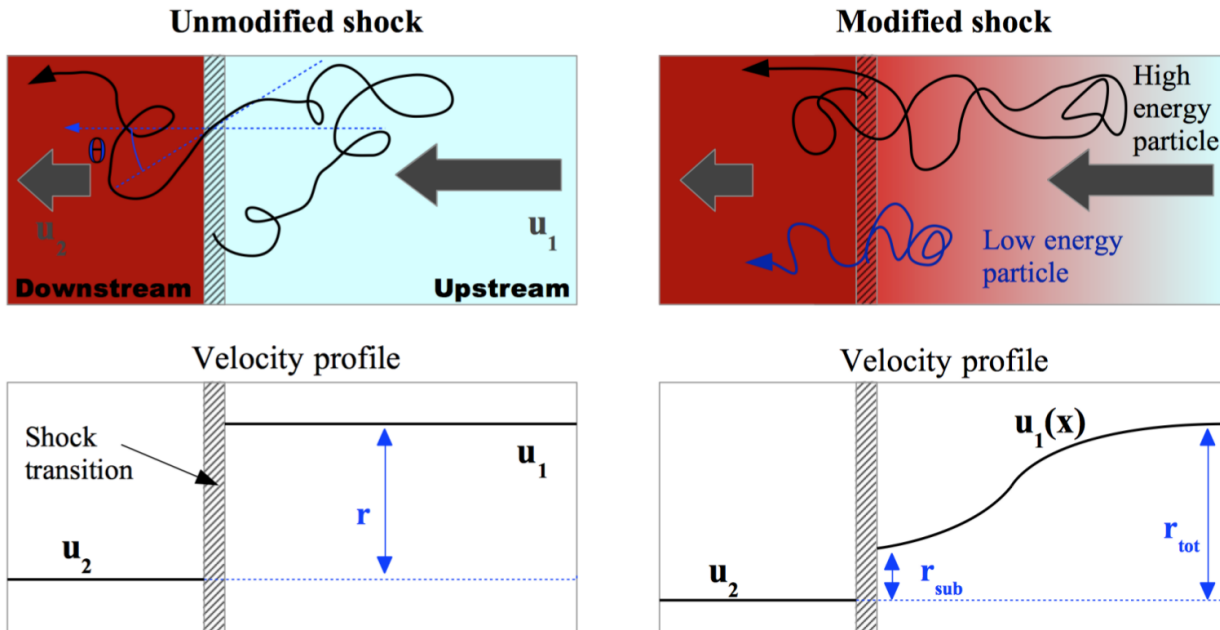 Unmodified shock
θ
u2
u1
Downstream
Upstream
Velocity profile
Shock
transition
u1
r
u2
Modified shock
High
energy
particle
Low energy
particle
Velocity profile
u1(x)
rtot
u2
rsub